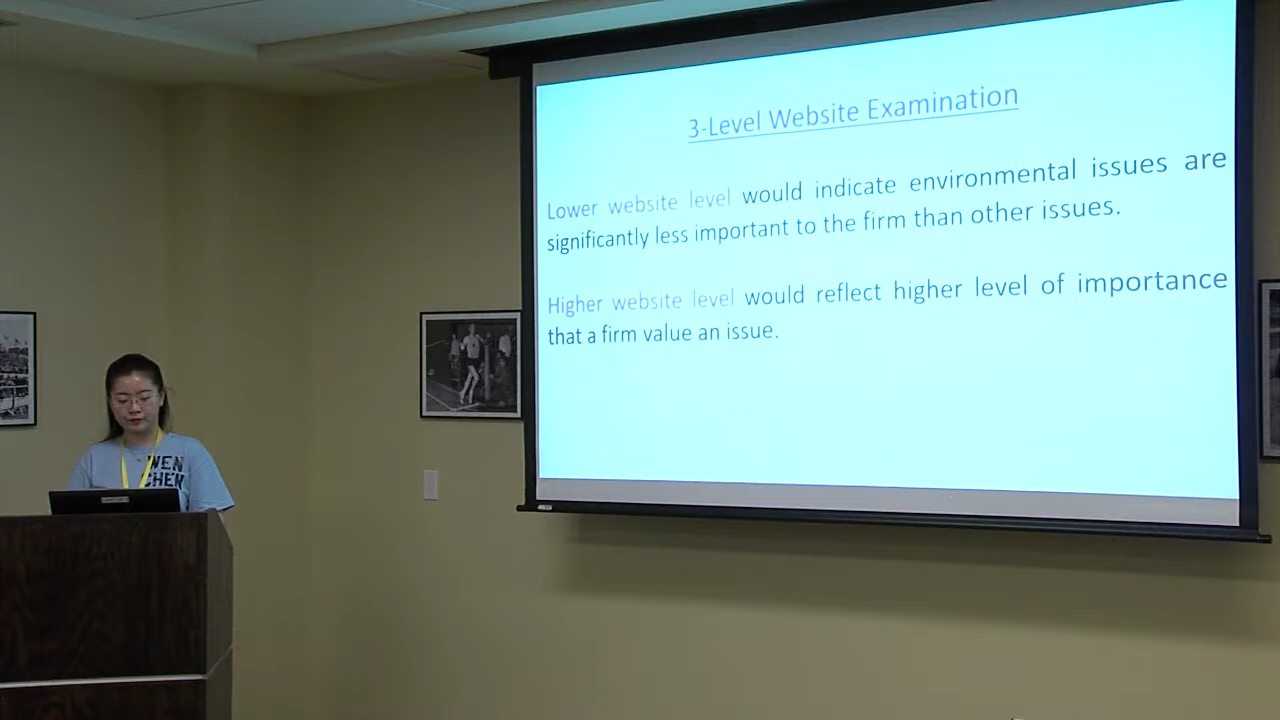 3-Level Website Examination
Lower website level would indicate environmental issues are
significantly less important to the firm than other issues.
Higher website level would reflect higher level of importance
that a firm value an issue.
WEN
CHEN